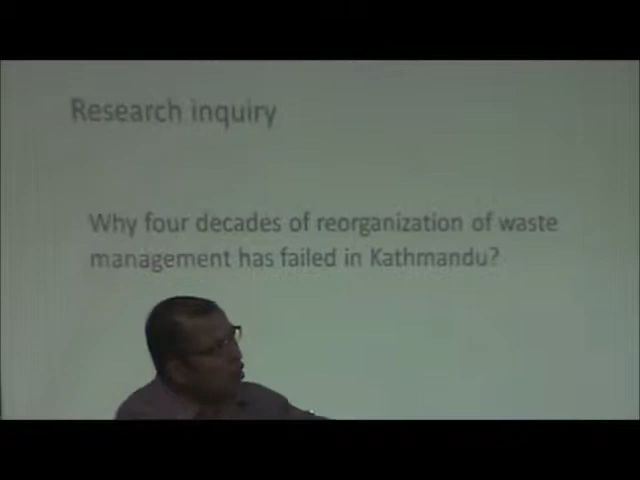 Research inquiry
Why four decades of reorganization of waste
management has failed in Kathmandu?